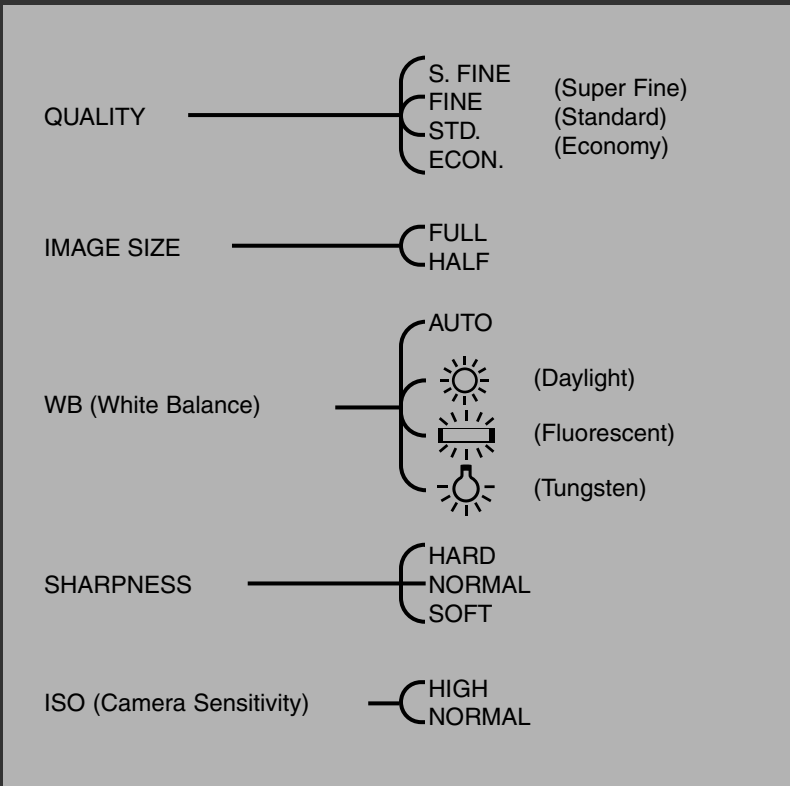 QUALITY
S. FINE (Super Fine)
FINE
STD. (Standard)
ECON. (Economy)
IMAGE SIZE
FULL
HALF
WB (White Balance)
AUTO
(Daylight)
(Fluorescent)
(Tungsten)
SHARPNESS
HARD
NORMAL
SOFT
ISO (Camera Sensitivity)
HIGH
NORMAL